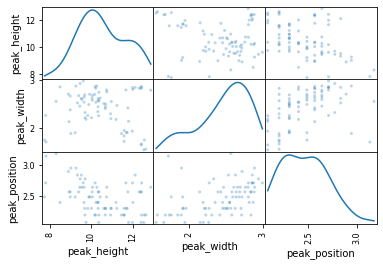 peak_height
12
10
8
peak_width
3
2
peak_position
3.0
2.5
8
10
12
2
3
2.5
3.0
peak_height
peak_width
peak_position